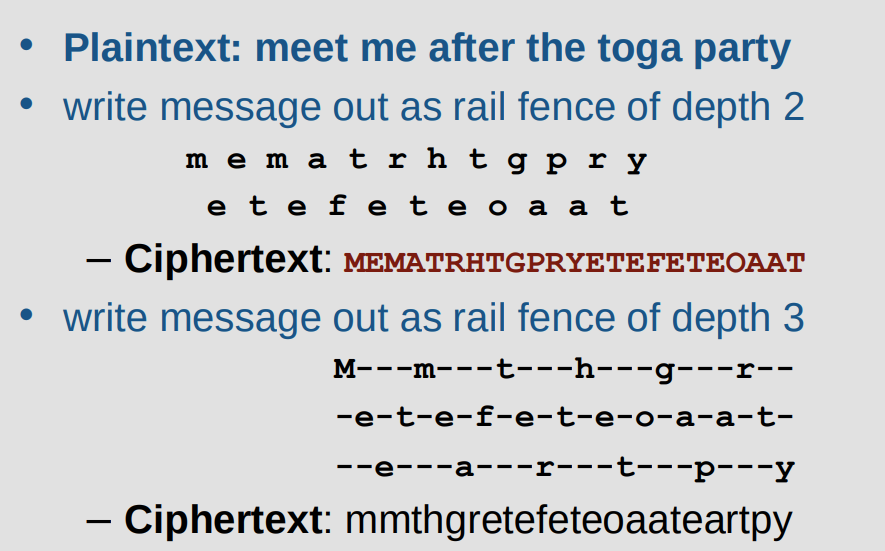 • Plaintext: meet me after the toga party
• write message out as rail fence of depth 2
m e m a t r h t g p r y
e t e f e t e o a a t
– Ciphertext: MEMATRHTGPRYETEFETEOAAT
• write message out as rail fence of depth 3
M---m---t---h---g---r--
-e-t-e-f-e-t-e-o-a-a-t-
--e---a---r---t---p---y
– Ciphertext: mmthgretefeteoaateartpy